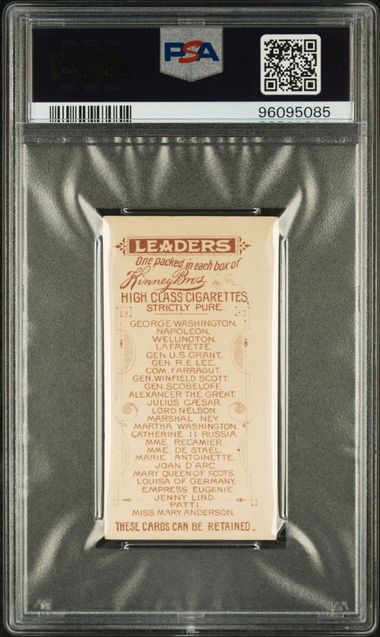 PSA
96095085
LEADERS
One packed in each box of
Kinney Bros.
HIGH CLASS CIGARETTES,
STRICTLY PURE.
GEORGE WASHINGTON,
NAPOLEON,
WELLINGTON,
LAFAYETTE,
GEN. U.S. GRANT,
GEN. R.E. LEE,
COM. FARRAGUT.
GEN. WINFIELD SCOTT.
GEN. SCOBELOFF.
ALEXANDER THE GREAT.
JULIUS CÆSAR.
LORD NELSON.
MARSHAL NEY.
MARTHA WASHINGTON.
CATHERINE II RUSSIA.
MME. RECAMIER.
MME. DE STAEL.
MARIE ANTOINETTE.
JOAN D'ARC
MARY QUEEN OF SCOTS.
LOUISA OF GERMANY.
EMPRESS EUGENIE.
JENNY LIND.
PATTI.
MISS MARY ANDERSON.
THESE CARDS CAN BE RETAINED.